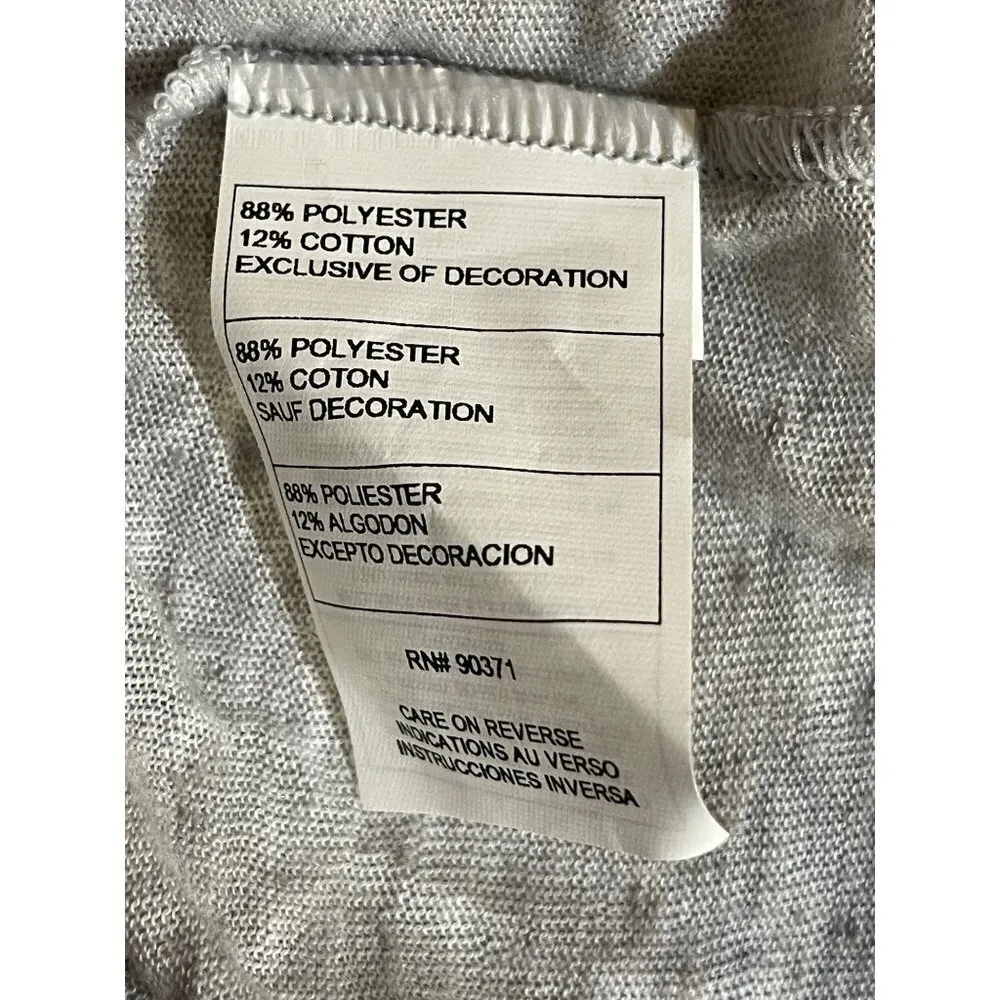 88% POLYESTER
12% COTTON
EXCLUSIVE OF DECORATION
88% POLYESTER
12% COTON
SAUF DECORATION
88% POLIESTER
12% ALGODON
EXCEPTO DECORACION
RN# 90371
CARE ON REVERSE
INDICATIONS AU VERSO
INSTRUCCIONES INVERSA